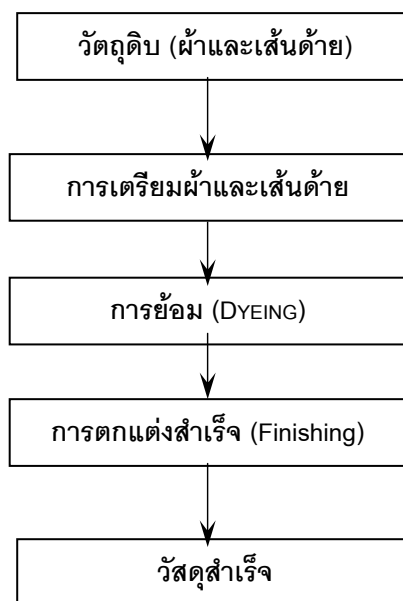 วัตถุดิบ (ผ้าและเส้นด้าย)
การเตรียมผ้าและเส้นด้าย
การย้อม (DYEING)
การตกแต่งสำเร็จ (Finishing)
วัสดุสำเร็จ